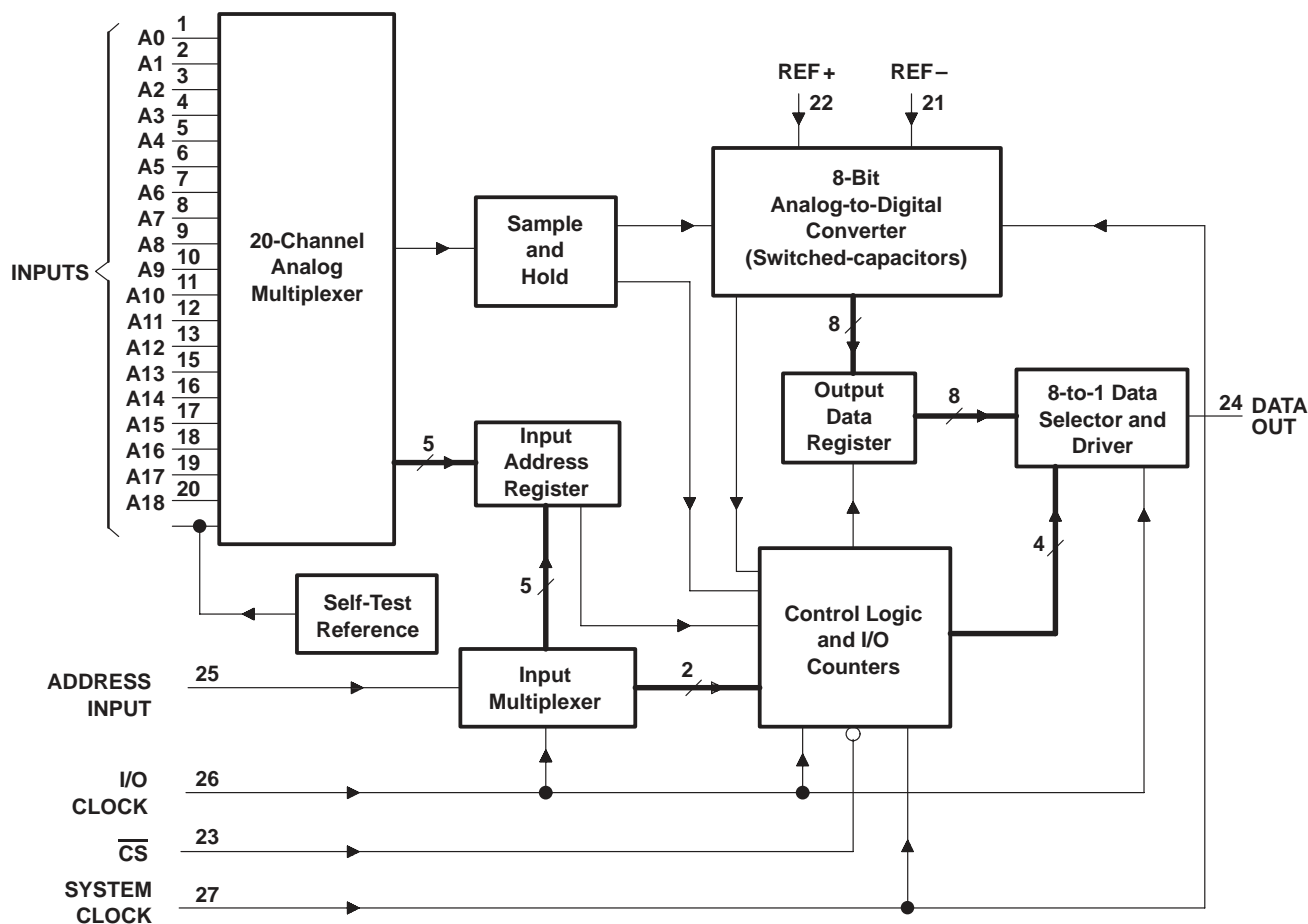 1
A0
2
A1
3
A2
4
A3
5
A4
6
A5
7
A6
8
A7
9
A8
10
A9
11
A10
12
A11
13
A12
15
A13
16
A14
17
A15
18
A16
19
A17
20
A18
INPUTS
20-Channel
Analog
Multiplexer
Sample
and
Hold
REF+
22
REF–
21
8-Bit
Analog-to-Digital
Converter
(Switched-capacitors)
8
Output
Data
Register
8
8-to-1 Data
Selector and
Driver
24 DATA
OUT
5
Input
Address
Register
5
4
Self-Test
Reference
Control Logic
and I/O
Counters
ADDRESS
INPUT
25
Input
Multiplexer
2
I/O
CLOCK
26
C̅S̅
23
SYSTEM
CLOCK
27